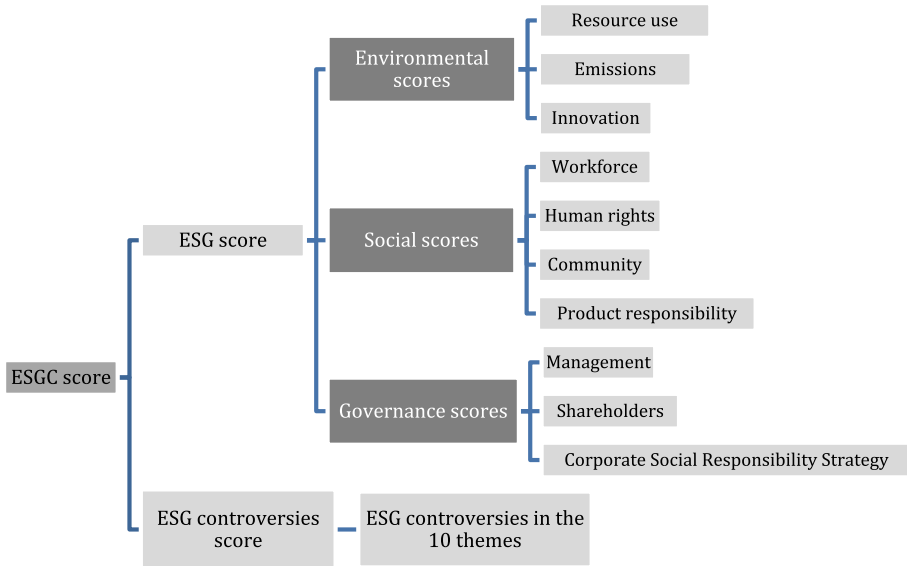 ESGC score
ESG score
Environmental
scores
Resource use
Emissions
Innovation
Social scores
Workforce
Human rights
Community
Product responsibility
Governance scores
Management
Shareholders
Corporate Social Responsibility Strategy
ESG controversies
score
ESG controversies in the
10 themes